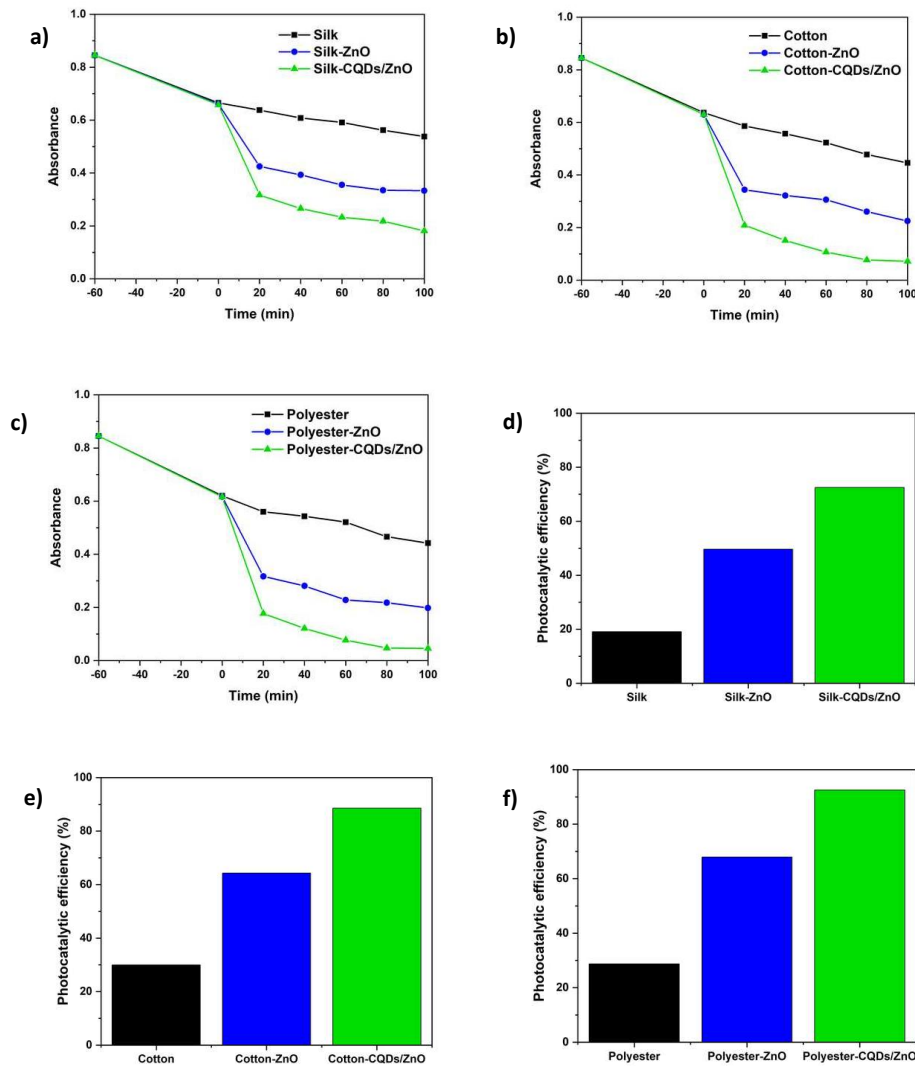 a)
Silk
Silk-ZnO
Silk-CQDs/ZnO
Absorbance
1.0
0.8
0.6
0.4
0.2
0.0
-60 -40 -20 0 20 40 60 80 100
Time (min)
b)
Cotton
Cotton-ZnO
Cotton-CQDs/ZnO
Absorbance
1.0
0.8
0.6
0.4
0.2
0.0
-60 -40 -20 0 20 40 60 80 100
Time (min)
c)
Polyester
Polyester-ZnO
Polyester-CQDs/ZnO
Absorbance
1.0
0.8
0.6
0.4
0.2
0.0
-60 -40 -20 0 20 40 60 80 100
Time (min)
d)
Photocatalytic efficiency (%)
100
80
60
40
20
0
Silk Silk-ZnO Silk-CQDs/ZnO
e)
Photocatalytic efficiency (%)
100
80
60
40
20
0
Cotton Cotton-ZnO Cotton-CQDs/ZnO
f)
Photocatalytic efficiency (%)
100
80
60
40
20
0
Polyester Polyester-ZnO Polyester-CQDs/ZnO